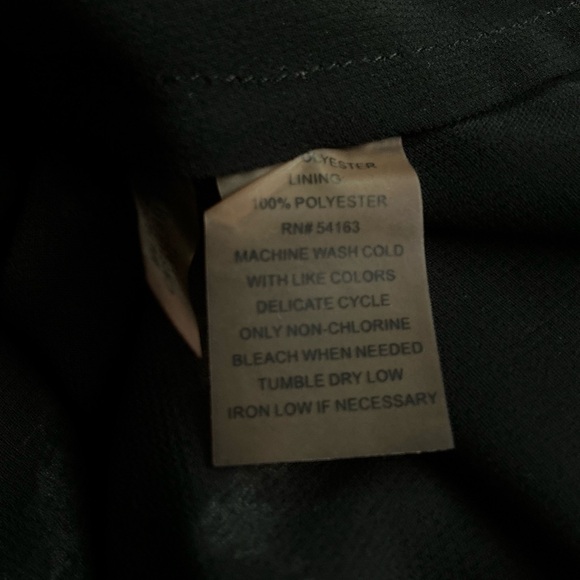 POLYESTER
LINING
100% POLYESTER
RN# 54163
MACHINE WASH COLD
WITH LIKE COLORS
DELICATE CYCLE
ONLY NON-CHLORINE
BLEACH WHEN NEEDED
TUMBLE DRY LOW
IRON LOW IF NECESSARY